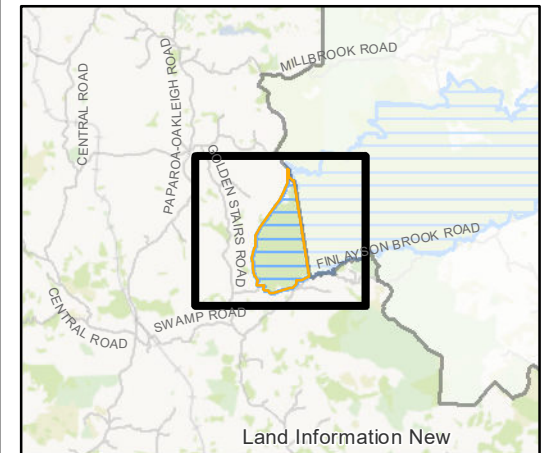 MILLBROOK ROAD
CENTRAL ROAD
PAPAROA-OAKLEIGH ROAD
GOLDEN STAIRS ROAD
FINLAYSON BROOK ROAD
SWAMP ROAD
CENTRAL ROAD
Land Information New